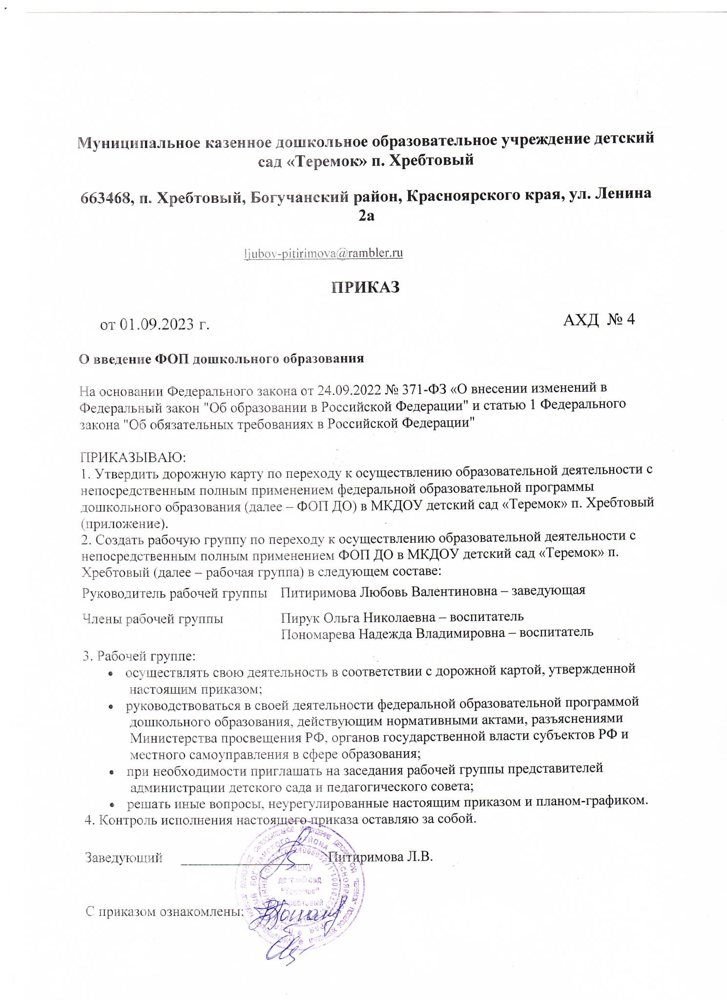 Муниципальное казенное дошкольное образовательное учреждение детский
сад «Теремок» п. Хребтовый
663468, п. Хребтовый, Богучанский район, Красноярского края, ул. Ленина
2а
ljubov-pitirimova@rambler.ru
ПРИКАЗ
от 01.09.2023 г. АХД № 4
О введение ФОП дошкольного образования
На основании Федерального закона от 24.09.2022 № 371-ФЗ «О внесении изменений в
Федеральный закон "Об образовании в Российской Федерации" и статью 1 Федерального
закона "Об обязательных требованиях в Российской Федерации"
ПРИКАЗЫВАЮ:
1. Утвердить дорожную карту по переходу к осуществлению образовательной деятельности с
непосредственным полным применением федеральной образовательной программы
дошкольного образования (далее – ФОП ДО) в МКДОУ детский сад «Теремок» п. Хребтовый
(приложение).
2. Создать рабочую группу по переходу к осуществлению образовательной деятельности с
непосредственным полным применением ФОП ДО в МКДОУ детский сад «Теремок» п.
Хребтовый (далее – рабочая группа) в следующем составе:
Руководитель рабочей группы Питиримова Любовь Валентиновна – заведующая
Члены рабочей группы Пирук Ольга Николаевна – воспитатель
Пономарева Надежда Владимировна – воспитатель
3. Рабочей группе:
• осуществлять свою деятельность в соответствии с дорожной картой, утвержденной
настоящим приказом;
• руководствоваться в своей деятельности федеральной образовательной программой
дошкольного образования, действующим нормативными актами, разъяснениями
Министерства просвещения РФ, органов государственной власти субъектов РФ и
местного самоуправления в сфере образования;
• при необходимости приглашать на заседания рабочей группы представителей
администрации детского сада и педагогического совета;
• решать иные вопросы, неурегулированные настоящим приказом и планом-графиком.
4. Контроль исполнения настоящего приказа оставляю за собой.
Заведующий Питиримова Л.В.
МКДОУ
детский сад
"Теремок"
Хребтовый
С приказом ознакомлены: